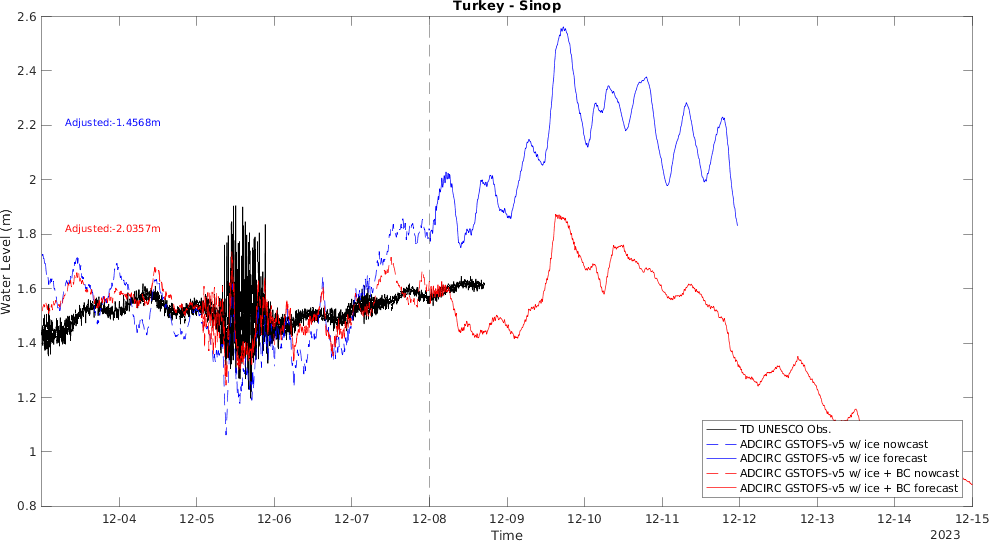 Turkey - Sinop
2.6
2.4
2.2
2
1.8
1.6
1.4
1.2
1
0.8
Water Level (m)
Adjusted:-1.4568m
Adjusted:-2.0357m
TD UNESCO Obs.
ADCIRC GSTOFS-v5 w/ ice nowcast
ADCIRC GSTOFS-v5 w/ ice forecast
ADCIRC GSTOFS-v5 w/ ice + BC nowcast
ADCIRC GSTOFS-v5 w/ ice + BC forecast
12-04 12-05 12-06 12-07 12-08 12-09 12-10 12-11 12-12 12-13 12-14 12-15
Time
2023